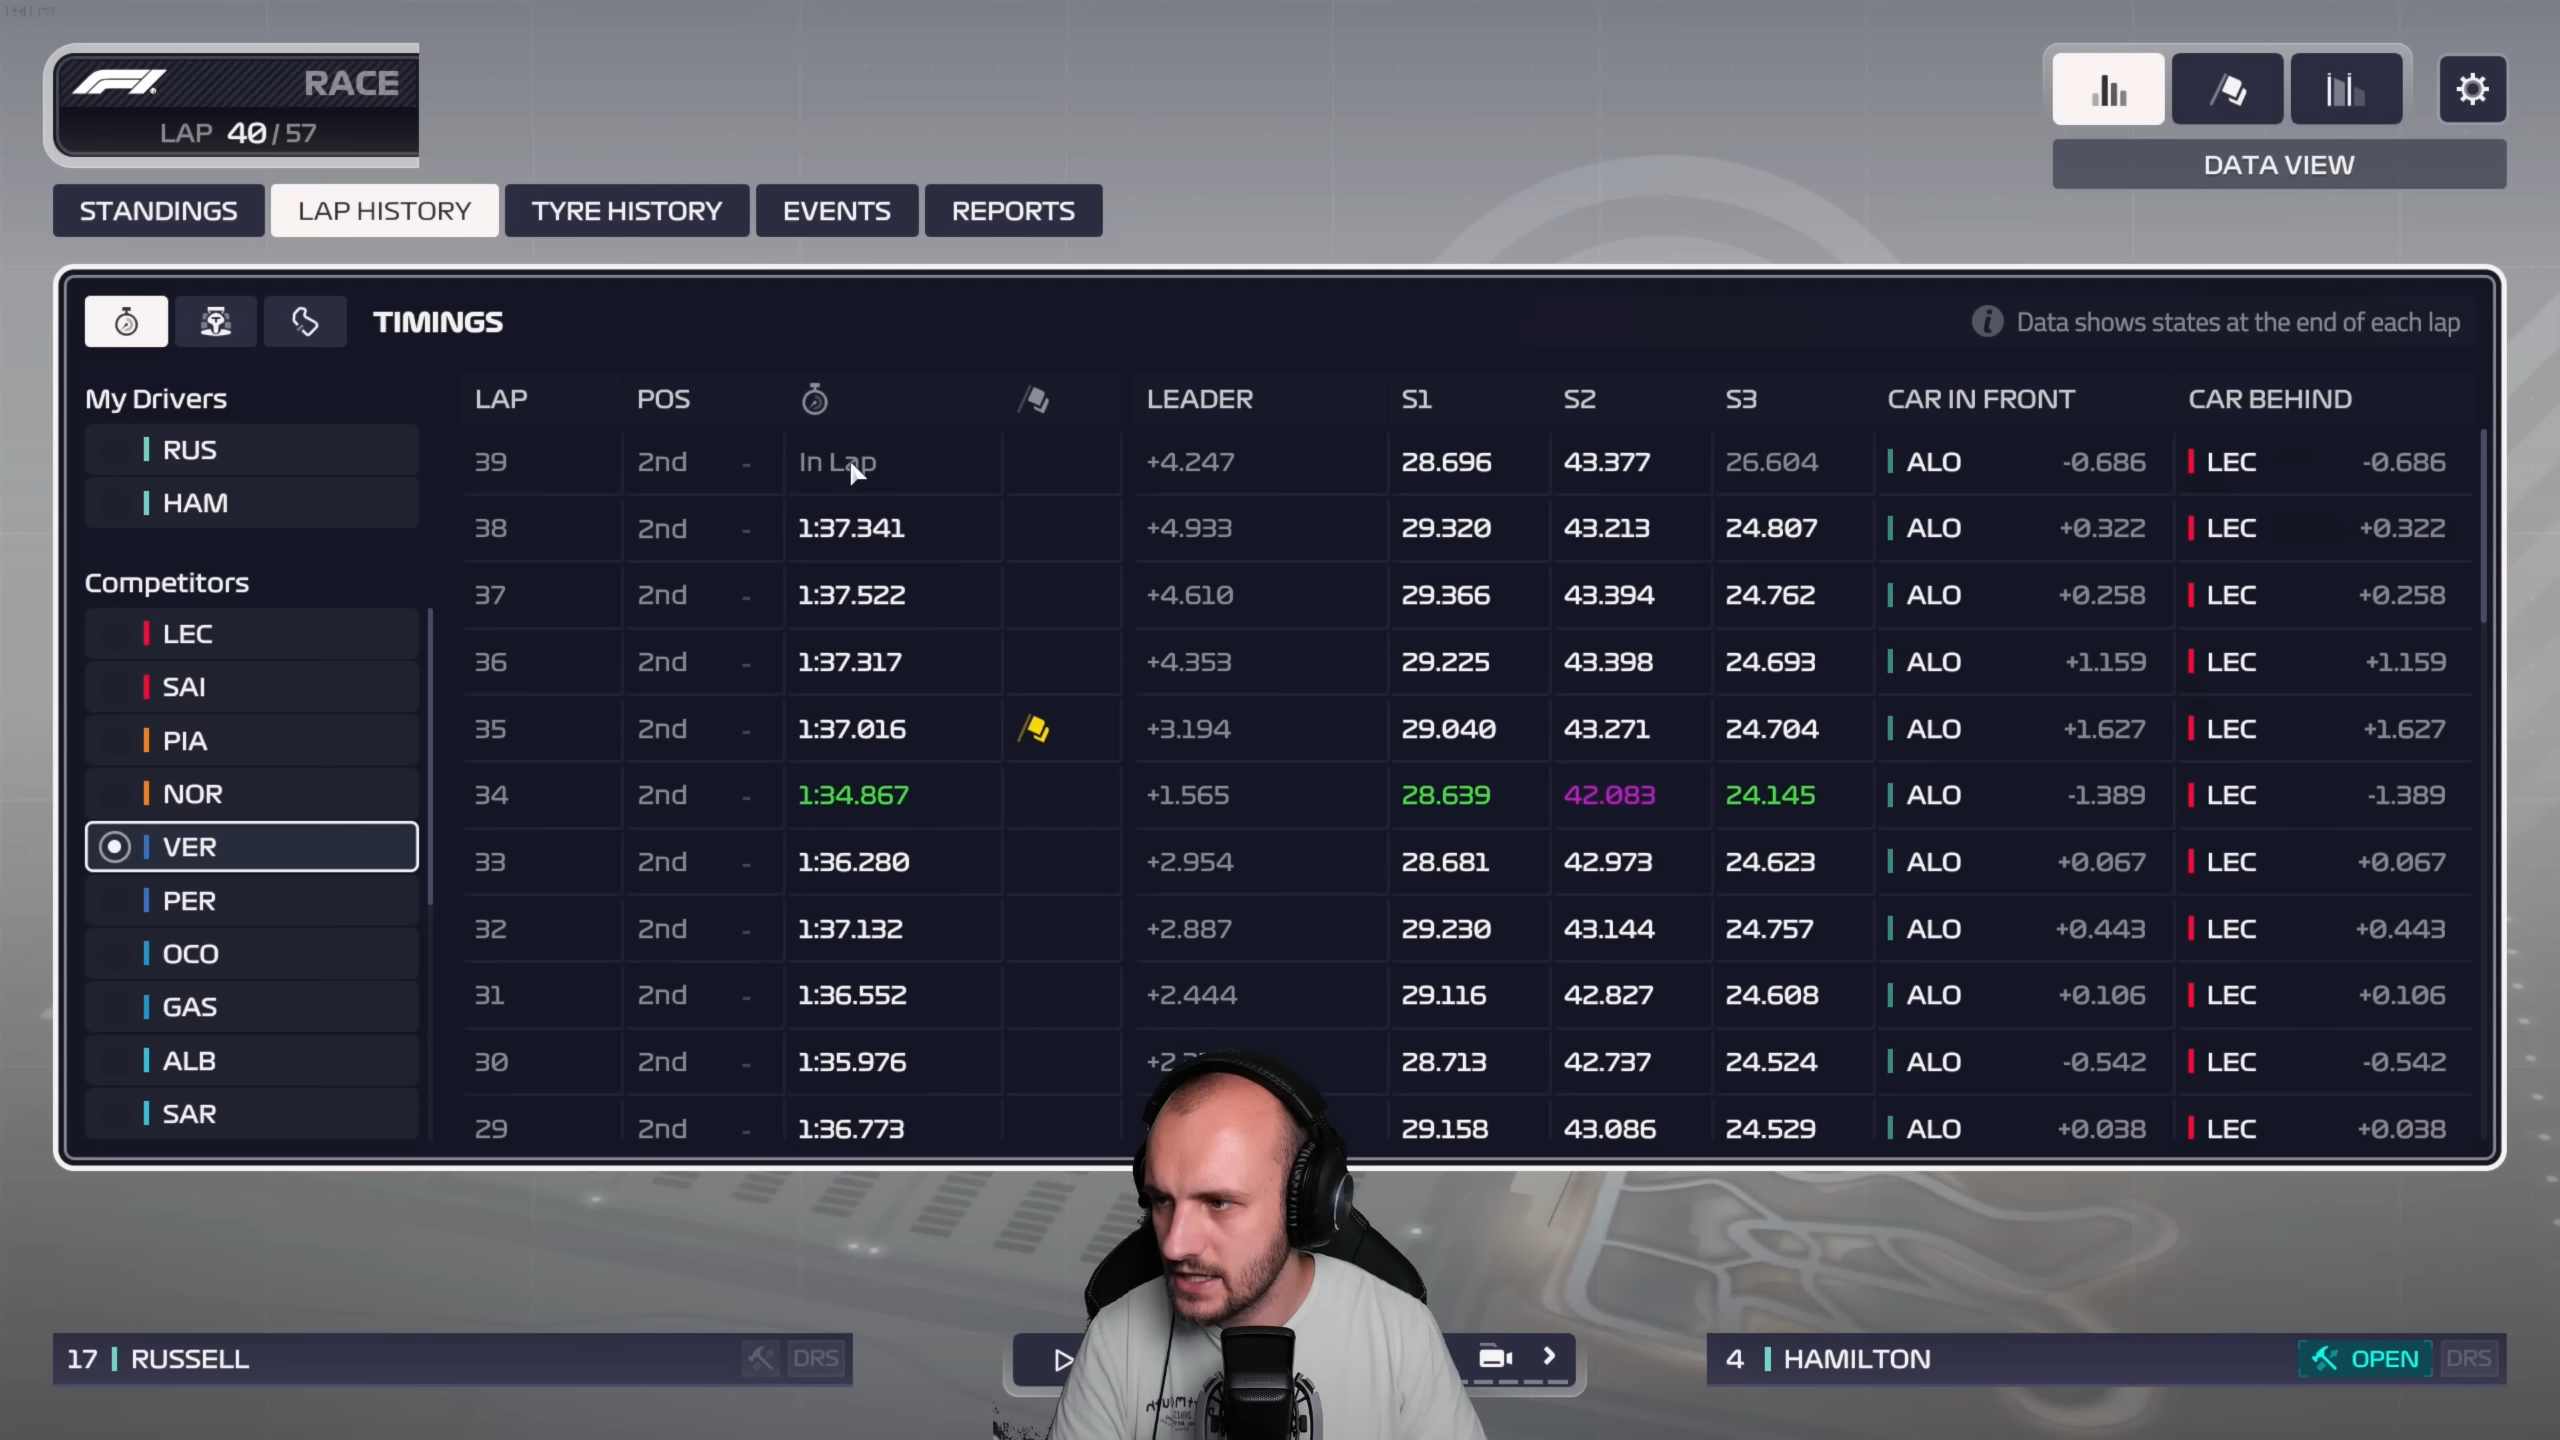 RACE
LAP 40/57
DATA VIEW
STANDINGS LAP HISTORY TYRE HISTORY EVENTS REPORTS
TIMINGS
Data shows states at the end of each lap
My Drivers
RUS
HAM
Competitors
LEC
SAI
PIA
NOR
VER
PER
OCO
GAS
ALB
SAR
LAP POS LEADER S1 S2 S3 CAR IN FRONT CAR BEHIND
39 2nd - In Lap +4.247 28.696 43.377 26.604 ALO -0.686 LEC -0.686
38 2nd - 1:37.341 +4.933 29.320 43.213 24.807 ALO +0.322 LEC +0.322
37 2nd - 1:37.522 +4.610 29.366 43.394 24.762 ALO +0.258 LEC +0.258
36 2nd - 1:37.317 +4.353 29.225 43.398 24.693 ALO +1.159 LEC +1.159
35 2nd - 1:37.016 +3.194 29.040 43.271 24.704 ALO +1.627 LEC +1.627
34 2nd - 1:34.867 +1.565 28.639 42.083 24.145 ALO -1.389 LEC -1.389
33 2nd - 1:36.280 +2.954 28.681 42.973 24.623 ALO +0.067 LEC +0.067
32 2nd - 1:37.132 +2.887 29.230 43.144 24.757 ALO +0.443 LEC +0.443
31 2nd - 1:36.552 +2.444 29.116 42.827 24.608 ALO +0.106 LEC +0.106
30 2nd - 1:35.976 28.713 42.737 24.524 ALO -0.542 LEC -0.542
29 2nd - 1:36.773 29.158 43.086 24.529 ALO +0.038 LEC +0.038
17 RUSSELL DRS
4 HAMILTON OPEN DRS